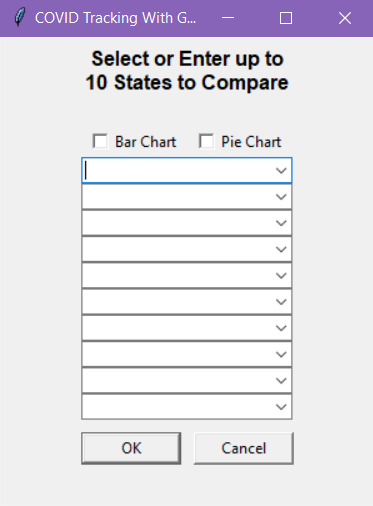 COVID Tracking With G...
Select or Enter up to
10 States to Compare
Bar Chart Pie Chart
OK Cancel